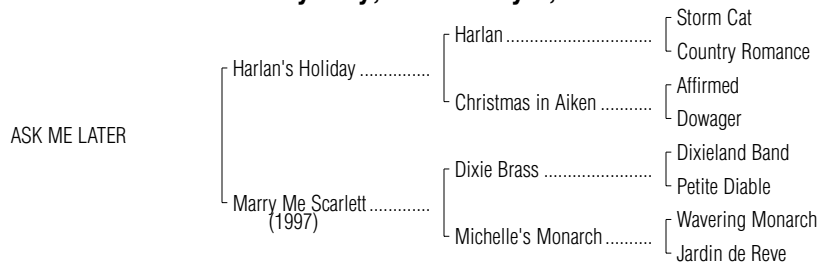 Storm Cat
Harlan
Country Romance
Harlan's Holiday
Affirmed
Christmas in Aiken
Dowager
ASK ME LATER
Dixieland Band
Dixie Brass
Petite Diable
Marry Me Scarlett
(1997)
Wavering Monarch
Michelle's Monarch
Jardin de Reve